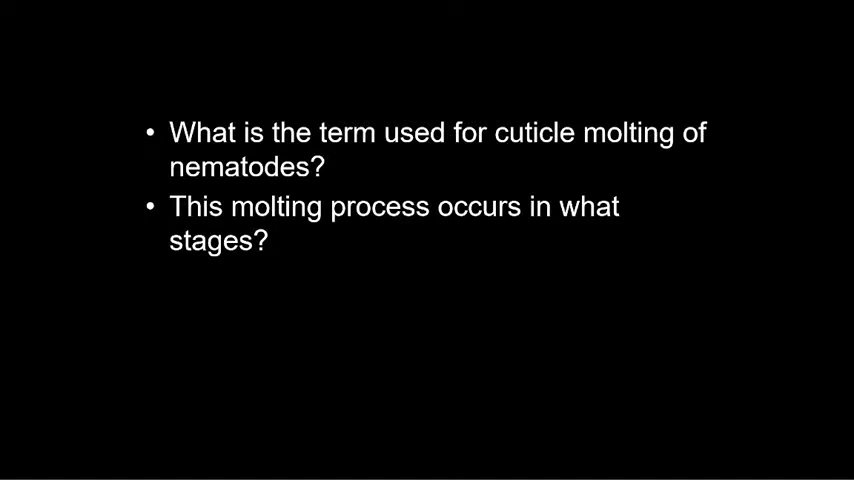 • What is the term used for cuticle molting of
nematodes?
• This molting process occurs in what
stages?